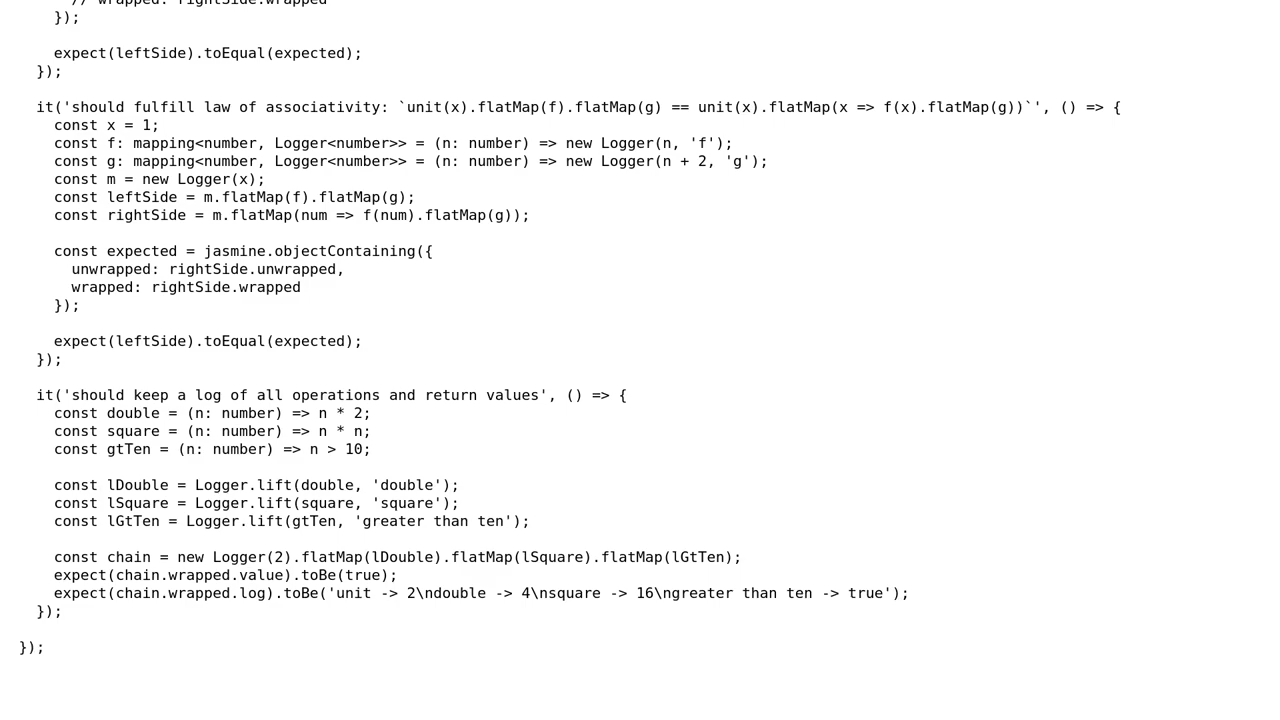 // wrapped: rightSide.wrapped
});
expect(leftSide).toEqual(expected);
});
it('should fulfill law of associativity: `unit(x).flatMap(f).flatMap(g) == unit(x).flatMap(x => f(x).flatMap(g))`', () => {
const x = 1;
const f: mapping<number, Logger<number>> = (n: number) => new Logger(n, 'f');
const g: mapping<number, Logger<number>> = (n: number) => new Logger(n + 2, 'g');
const m = new Logger(x);
const leftSide = m.flatMap(f).flatMap(g);
const rightSide = m.flatMap(num => f(num).flatMap(g));
const expected = jasmine.objectContaining({
unwrapped: rightSide.unwrapped,
wrapped: rightSide.wrapped
});
expect(leftSide).toEqual(expected);
});
it('should keep a log of all operations and return values', () => {
const double = (n: number) => n * 2;
const square = (n: number) => n * n;
const gtTen = (n: number) => n > 10;
const lDouble = Logger.lift(double, 'double');
const lSquare = Logger.lift(square, 'square');
const lGtTen = Logger.lift(gtTen, 'greater than ten');
const chain = new Logger(2).flatMap(lDouble).flatMap(lSquare).flatMap(lGtTen);
expect(chain.wrapped.value).toBe(true);
expect(chain.wrapped.log).toBe('unit -> 2\ndouble -> 4\nsquare -> 16\ngreater than ten -> true');
});
});